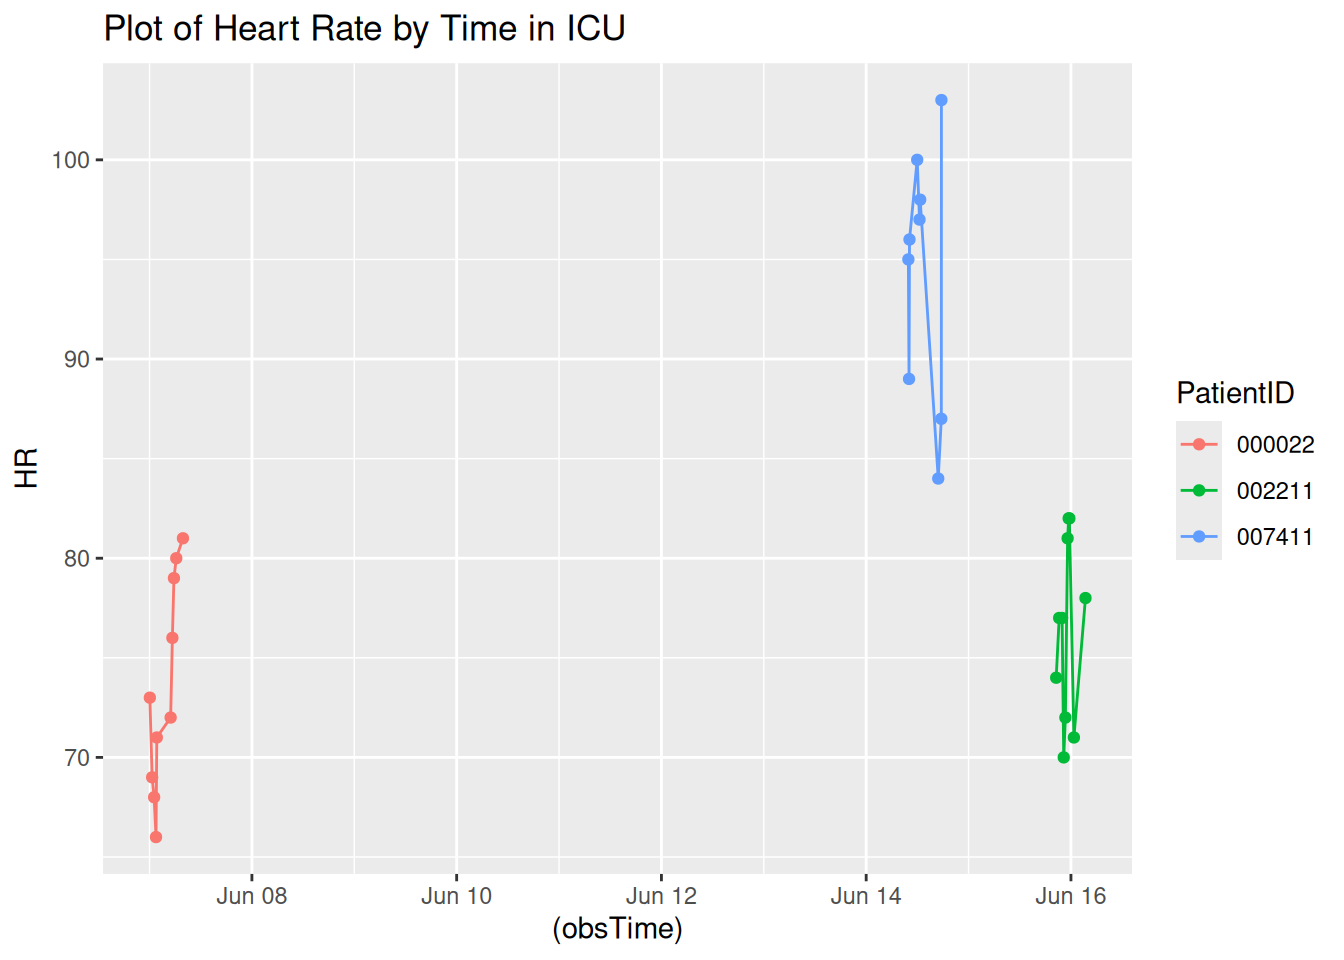 Plot of Heart Rate by Time in ICU
100
90
80
70
HR
Jun 08 Jun 10 Jun 12 Jun 14 Jun 16
(obsTime)
PatientID
000022
002211
007411